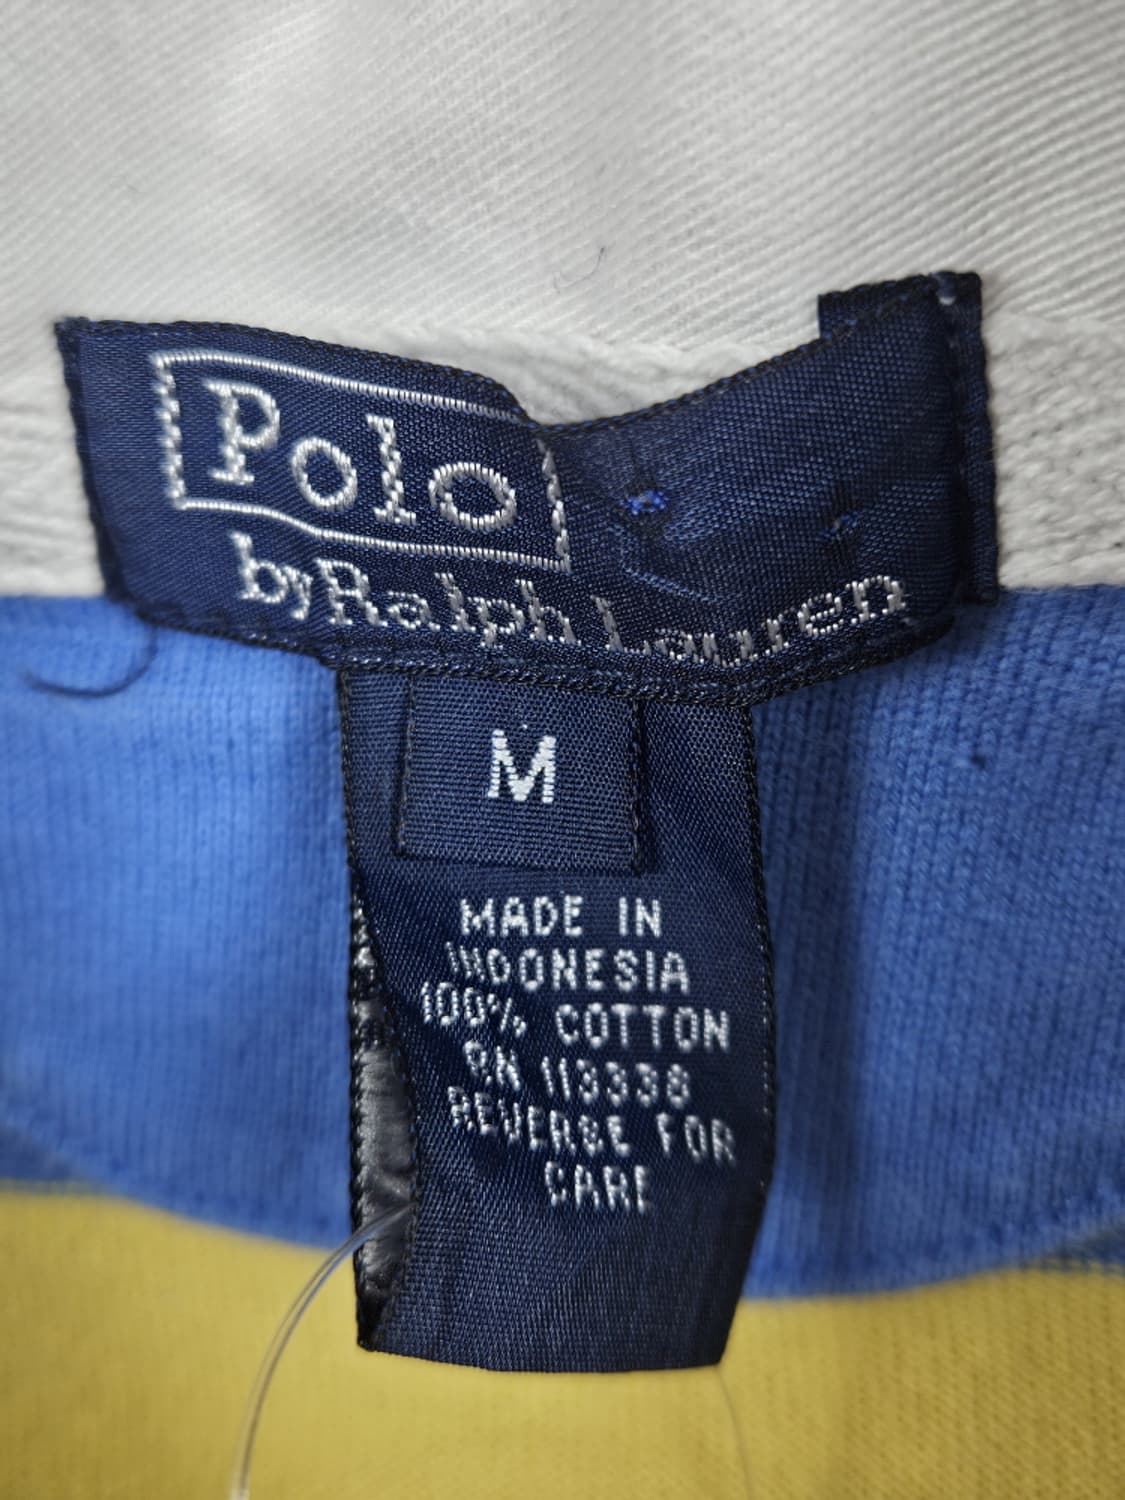 Polo
by Ralph Lauren
M
MADE IN
INDONESIA
100% COTTON
RN 113338
REVERSE FOR
CARE